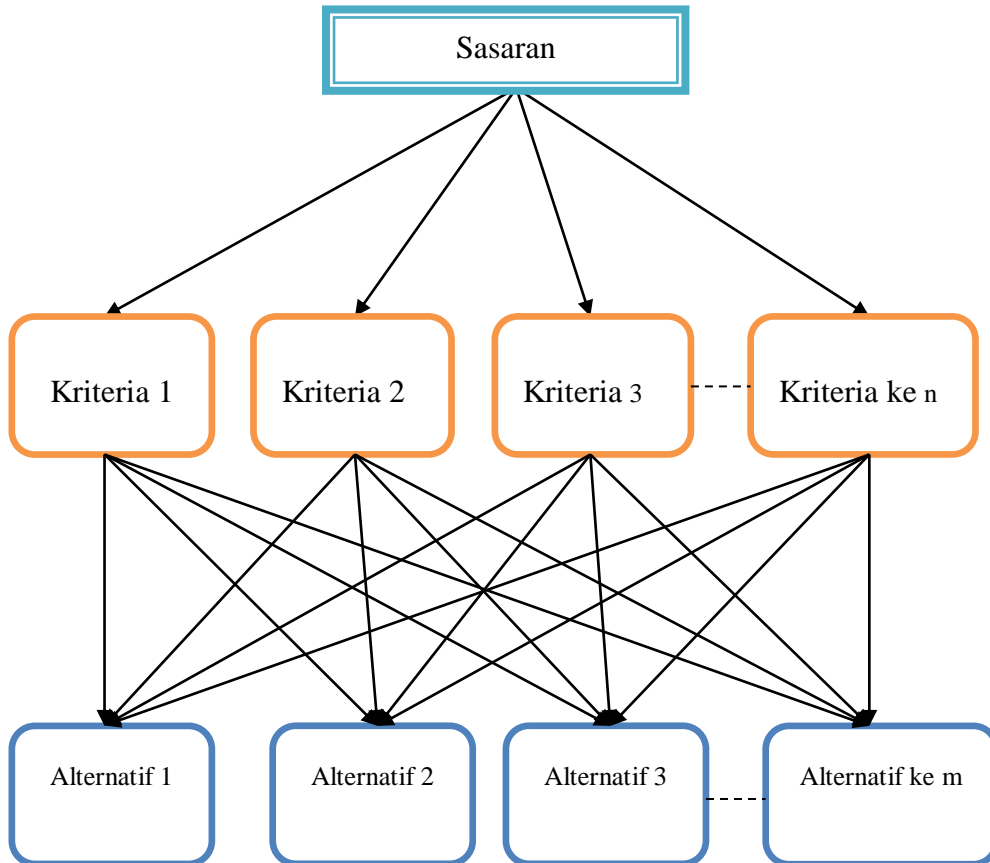 Sasaran
Kriteria 1
Kriteria 2
Kriteria 3
Kriteria ke n
Alternatif 1
Alternatif 2
Alternatif 3
Alternatif ke m